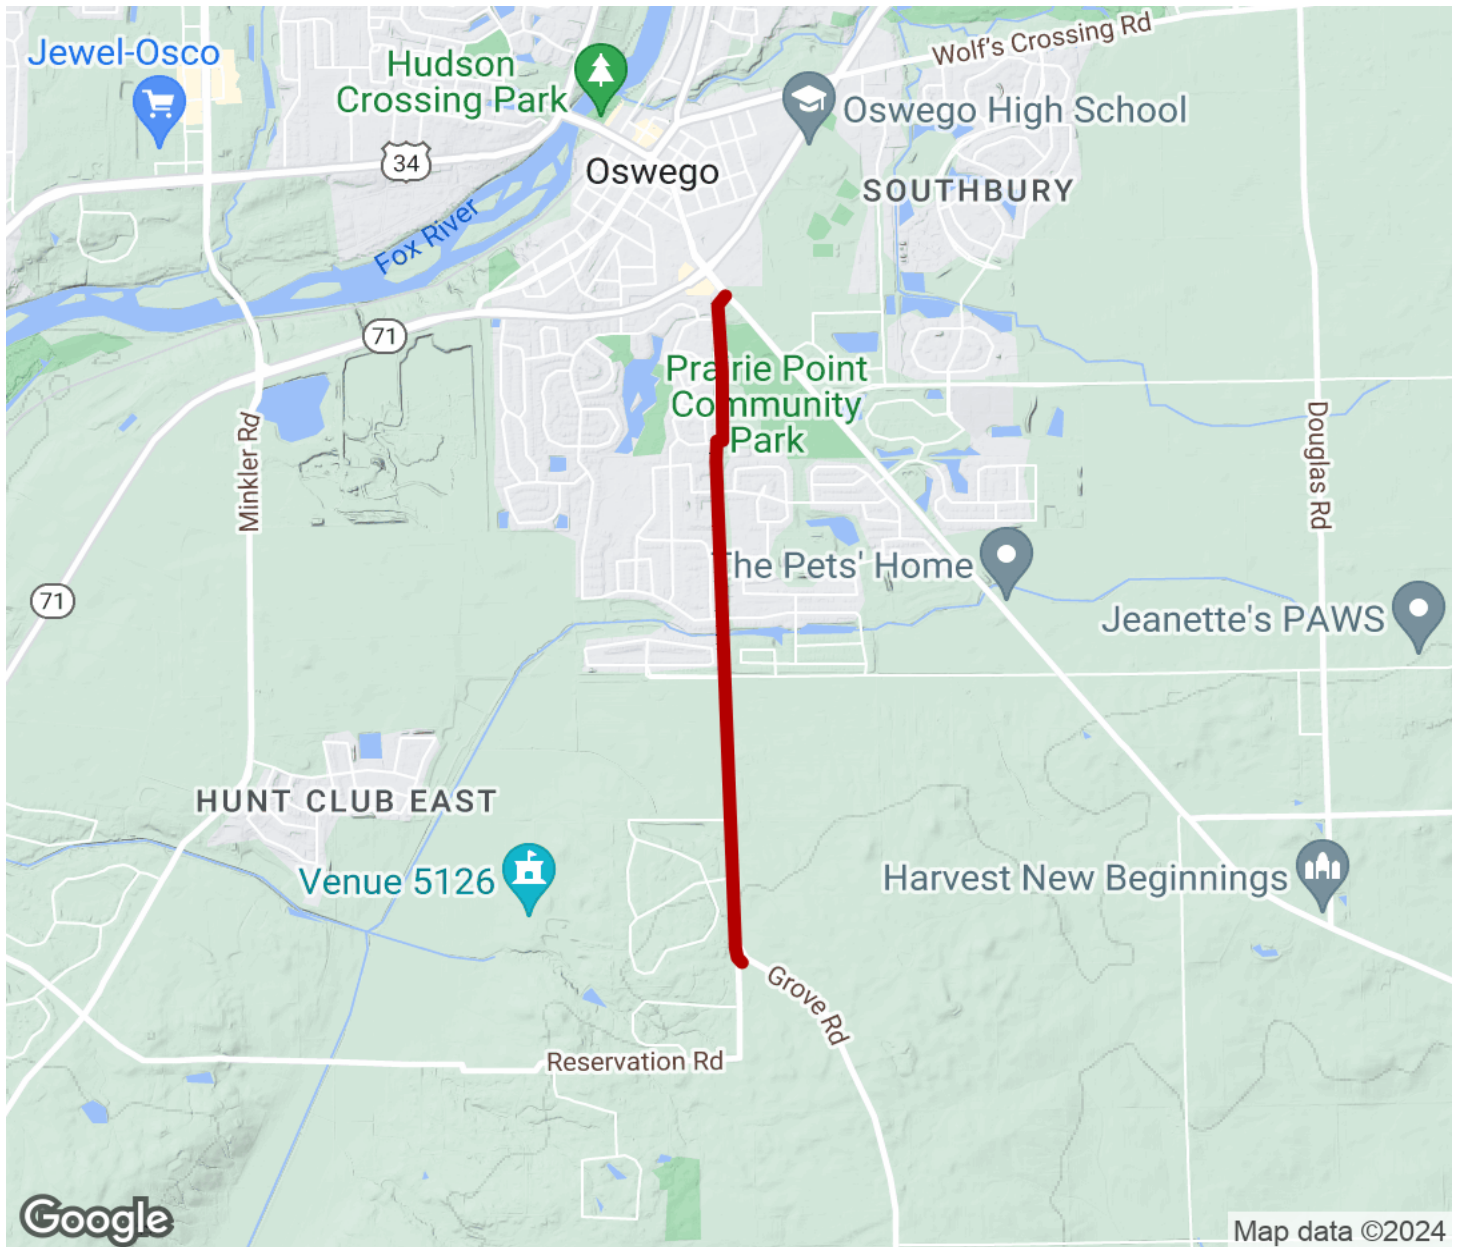 Jewel-Osco
Hudson
Crossing Park
Wolf's Crossing Rd
Oswego High School
34
Oswego
SOUTHBURY
Fox River
71
Prairie Point
Community
Park
Minkler Rd
Douglas Rd
The Pets' Home
71
Jeanette's PAWS
HUNT CLUB EAST
Venue 5126
Harvest New Beginnings
Grove Rd
Reservation Rd
Google
Map data ©2024